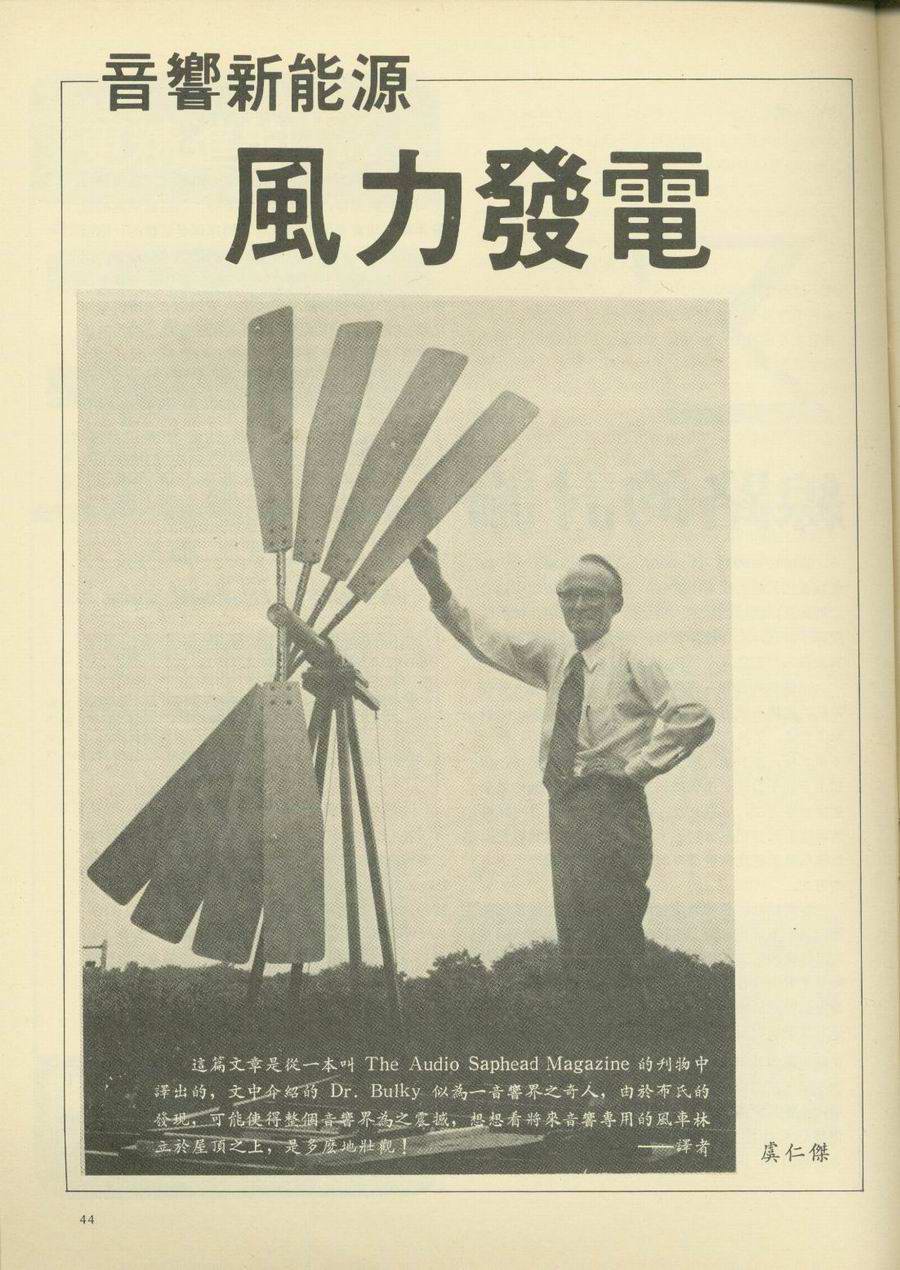 音響新能源
風力發電
這篇文章是從一本叫 The Audio Saphead Magazine 的刊物中
譯出的，文中介紹的 Dr. Bulky 似為一音響界之奇人，由於布氏的
發現，可能使得整個音響界為之震撼，想想看將來音響專用的風車林
立於屋頂之上，是多麼地壯觀！ ——譯者
虞仁傑
44